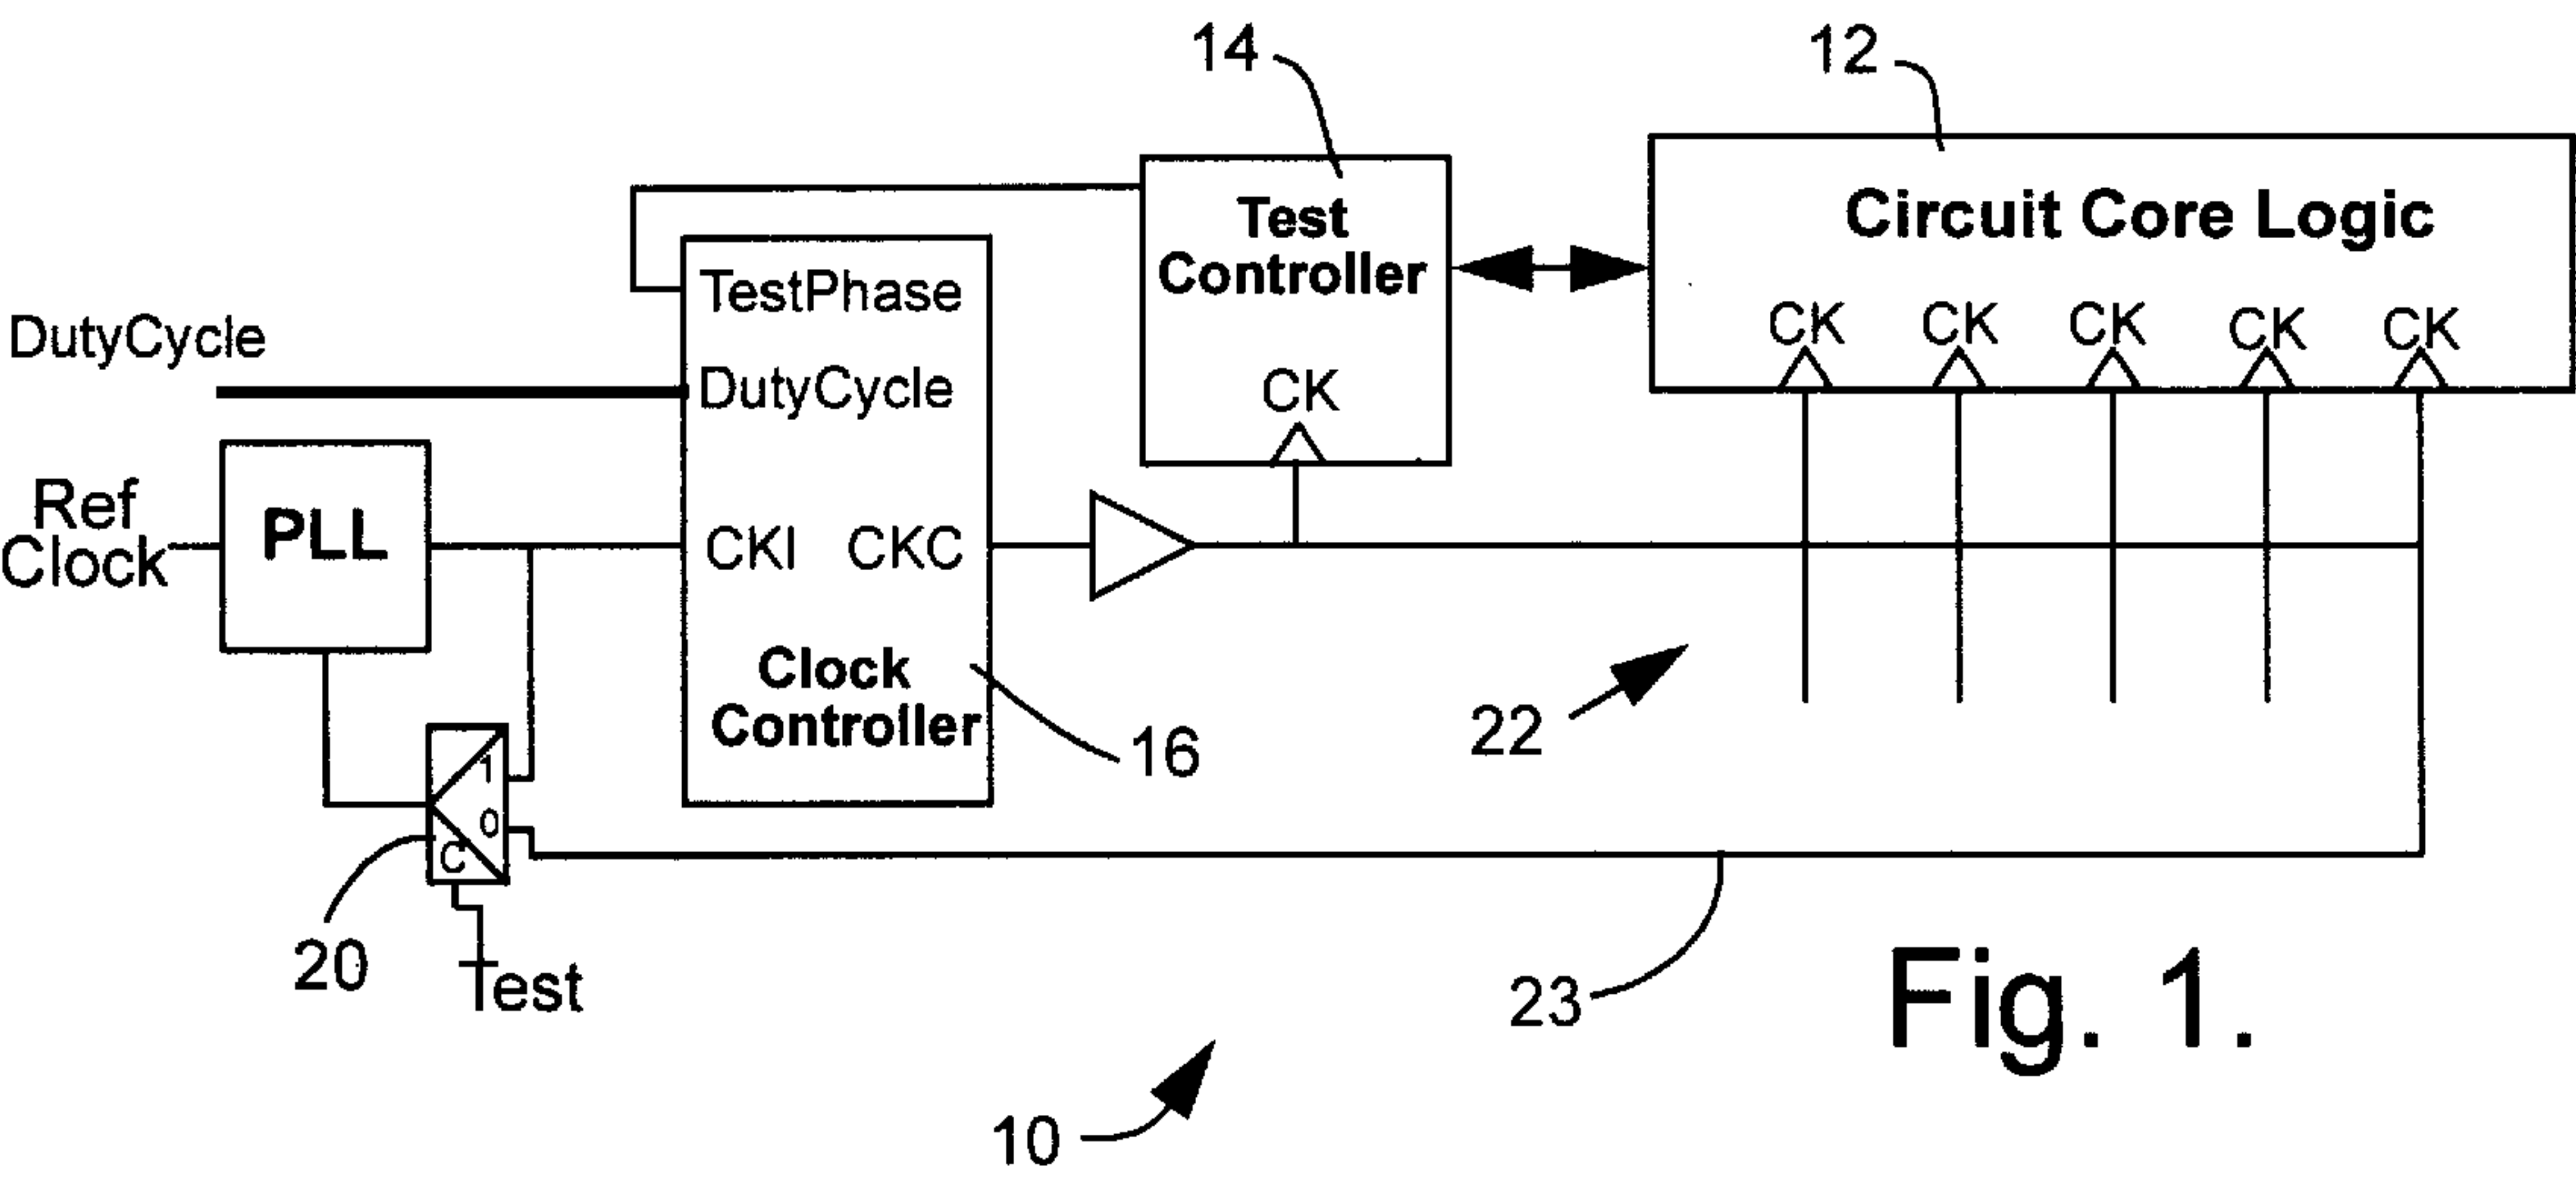 14
12
Test
Controller
Circuit Core Logic
TestPhase
DutyCycle
DutyCycle
CK
CK
CK
CK
CK
CK
Ref
Clock
PLL
CKI
CKC
Clock
Controller
16
22
1
0
C
20
Test
23
Fig. 1.
10